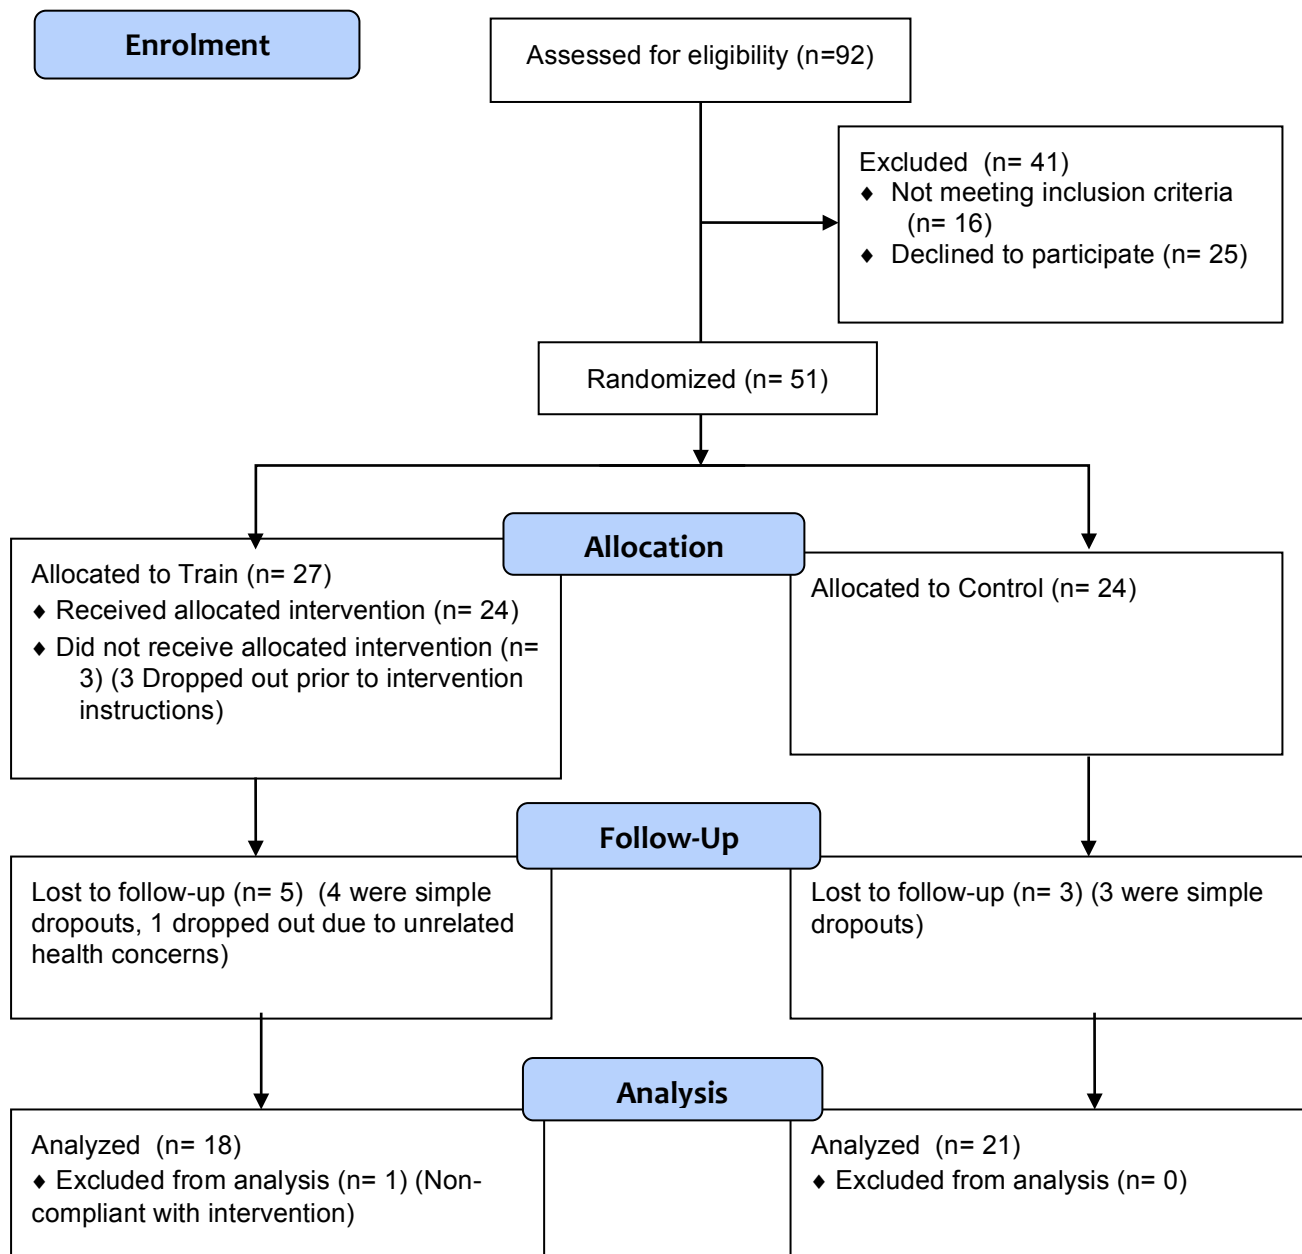 Enrolment
Assessed for eligibility (n=92)
Excluded  (n= 41)
♦ Not meeting inclusion criteria
(n= 16)
♦ Declined to participate (n= 25)
Randomized (n= 51)
Allocation
Allocated to Train (n= 27)
♦ Received allocated intervention (n= 24)
♦ Did not receive allocated intervention (n=
3) (3 Dropped out prior to intervention
instructions)
Allocated to Control (n= 24)
Follow-Up
Lost to follow-up (n= 5)  (4 were simple
dropouts, 1 dropped out due to unrelated
health concerns)
Lost to follow-up (n= 3) (3 were simple
dropouts)
Analysis
Analyzed  (n= 18)
♦ Excluded from analysis (n= 1) (Non-
compliant with intervention)
Analyzed  (n= 21)
♦ Excluded from analysis (n= 0)